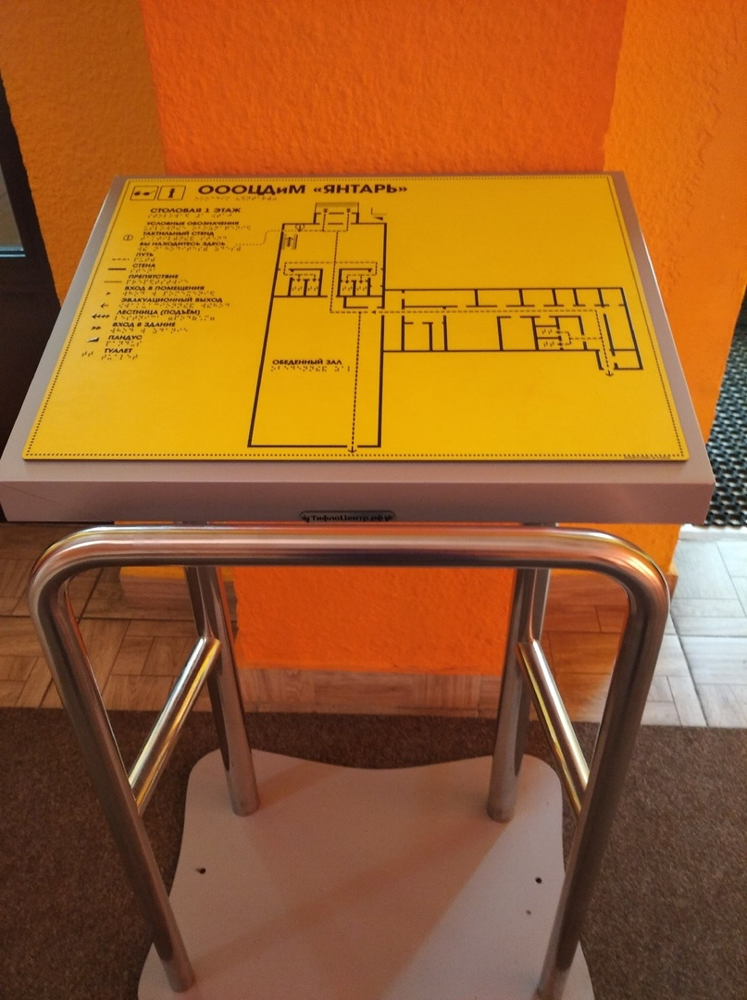 ОООЦДиМ «ЯНТАРЬ»
СТОЛОВАЯ 1 ЭТАЖ
УСЛОВНЫЕ ОБОЗНАЧЕНИЯ
ТАКТИЛЬНЫЙ СТЕНД
ВЫ НАХОДИТЕСЬ ЗДЕСЬ
ПУТЬ
СТЕНА
ПРЕПЯТСТВИЕ
ВХОД В ПОМЕЩЕНИЯ
ЭВАКУАЦИОННЫЙ ВЫХОД
ЛЕСТНИЦА (ПОДЪЁМ)
ВХОД В ЗДАНИЕ
ПАНДУС
ТУАЛЕТ
ОБЕДЕННЫЙ ЗАЛ
ТифлоЦентр.рф